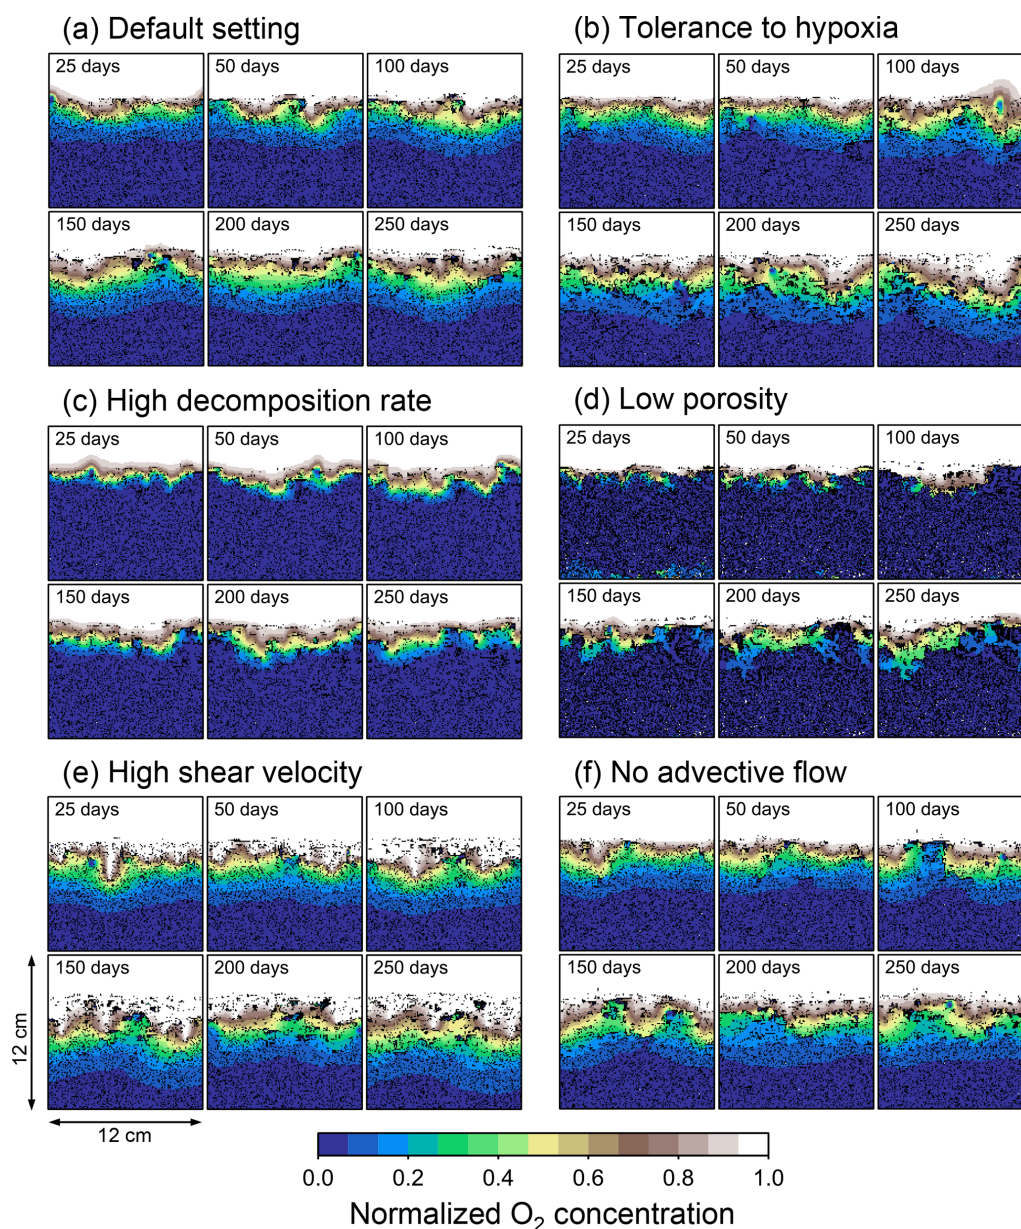 (a) Default setting
25 days
50 days
100 days
150 days
200 days
250 days
(b) Tolerance to hypoxia
25 days
50 days
100 days
150 days
200 days
250 days
(c) High decomposition rate
25 days
50 days
100 days
150 days
200 days
250 days
(d) Low porosity
25 days
50 days
100 days
150 days
200 days
250 days
(e) High shear velocity
25 days
50 days
100 days
150 days
200 days
250 days
12 cm
12 cm
(f) No advective flow
25 days
50 days
100 days
150 days
200 days
250 days
0.0 0.2 0.4 0.6 0.8 1.0
Normalized O₂ concentration